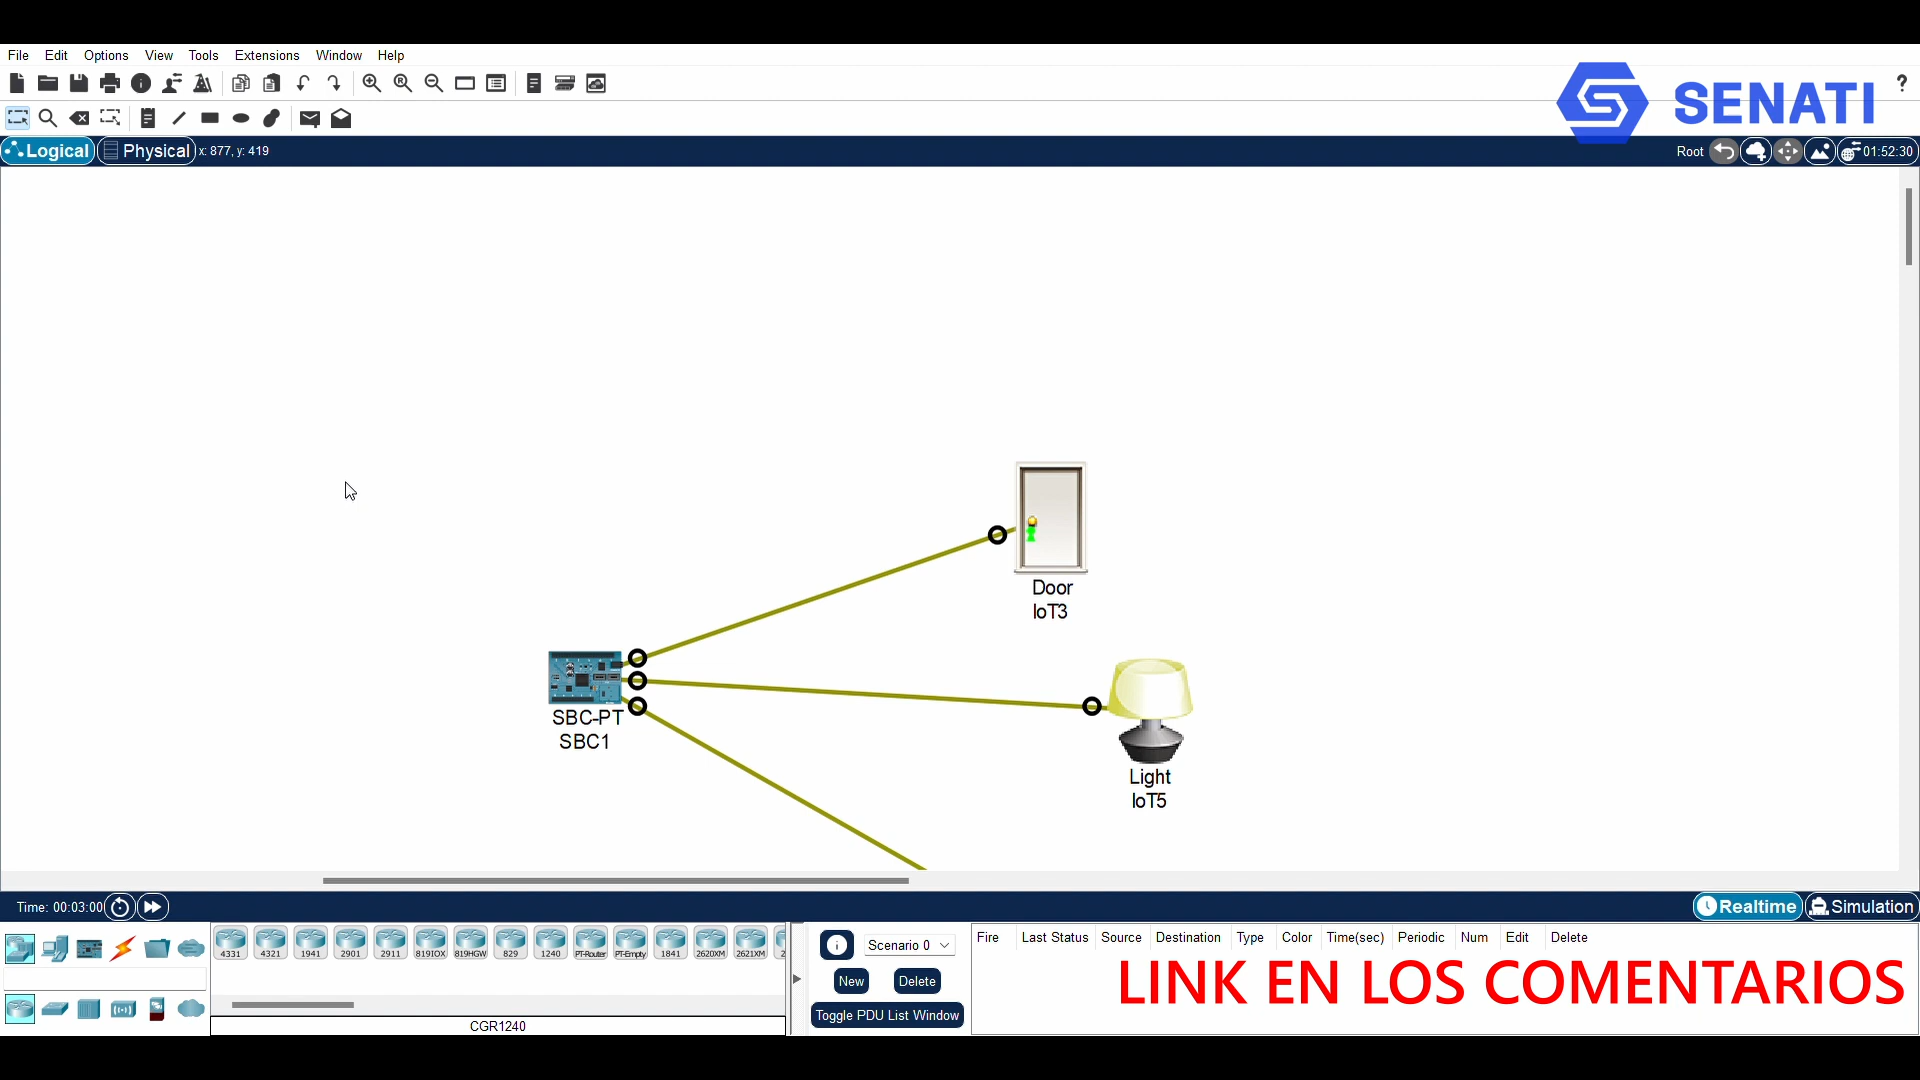 File Edit Options View Tools Extensions Window Help
?
SENATI
Logical Physical x: 877, y: 419
Root 01:52:30
Door
IoT3
SBC-PT
SBC1
Light
IoT5
Time: 00:03:00
Realtime Simulation
4331 4321 1941 2901 2911 819IOX 819HGW 829 1240 PT-Router PT-Empty 1841 2620XM 2621XM 2
CGR1240
Scenario 0
New Delete
Toggle PDU List Window
Fire Last Status Source Destination Type Color Time(sec) Periodic Num Edit Delete
LINK EN LOS COMENTARIOS